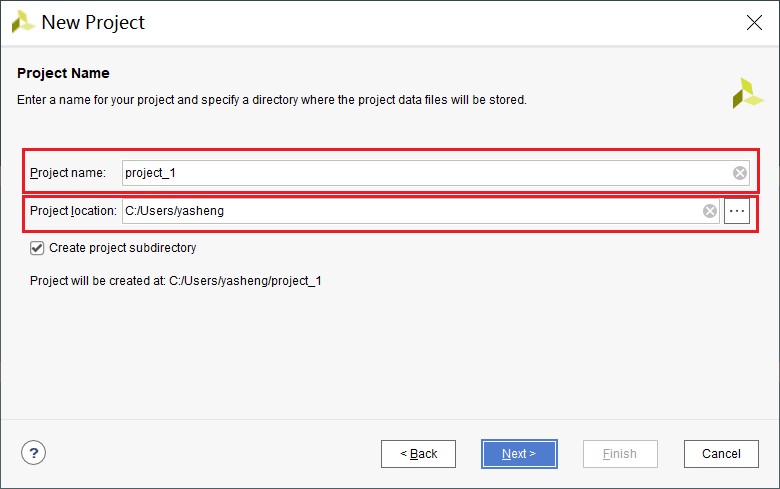 New Project
Project Name
Enter a name for your project and specify a directory where the project data files will be stored.
Project name: project_1
Project location: C:/Users/yasheng ...
Create project subdirectory
Project will be created at: C:/Users/yasheng/project_1
? < Back Next > Finish Cancel